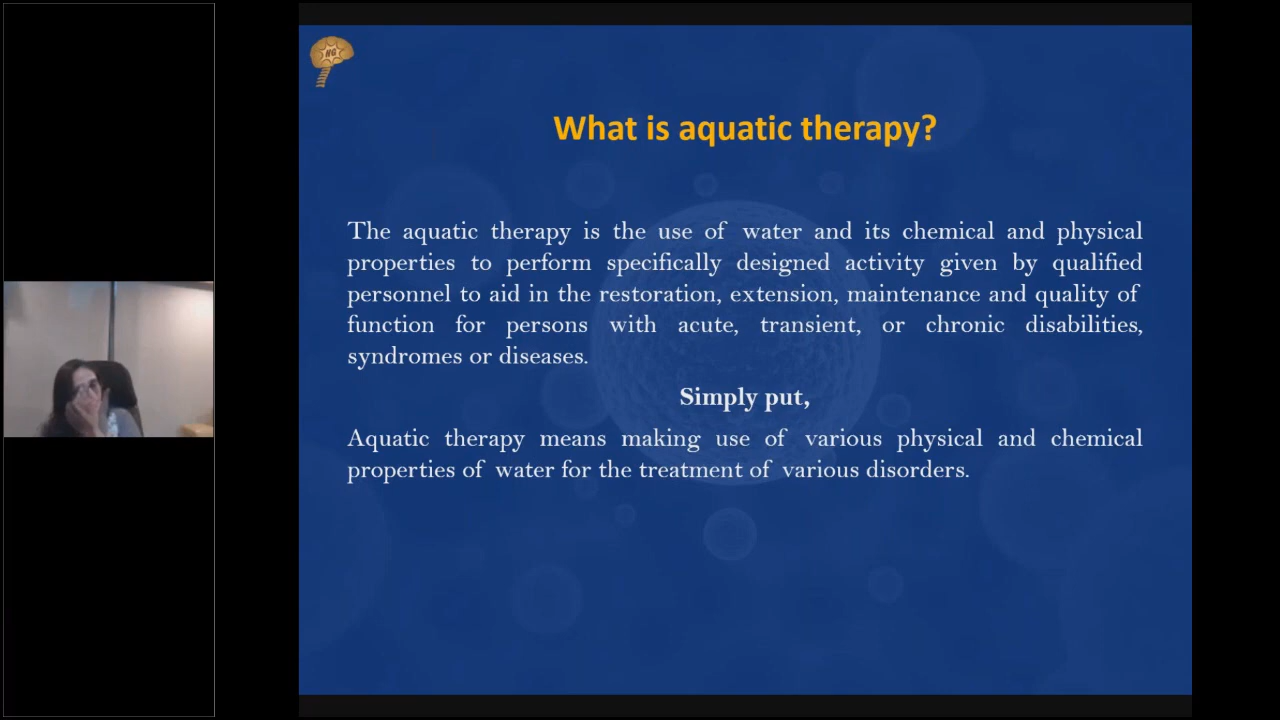 NG
What is aquatic therapy?
The aquatic therapy is the use of water and its chemical and physical
properties to perform specifically designed activity given by qualified
personnel to aid in the restoration, extension, maintenance and quality of
function for persons with acute, transient, or chronic disabilities,
syndromes or diseases.
Simply put,
Aquatic therapy means making use of various physical and chemical
properties of water for the treatment of various disorders.